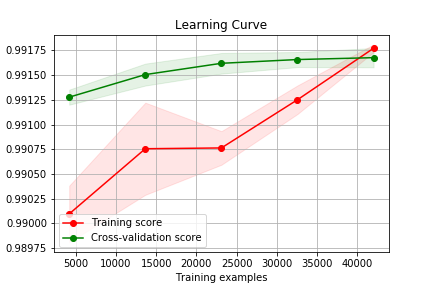 Learning Curve
0.99175
0.99150
0.99125
0.99100
0.99075
0.99050
0.99025
0.99000
0.98975
Training score
Cross-validation score
5000 10000 15000 20000 25000 30000 35000 40000
Training examples